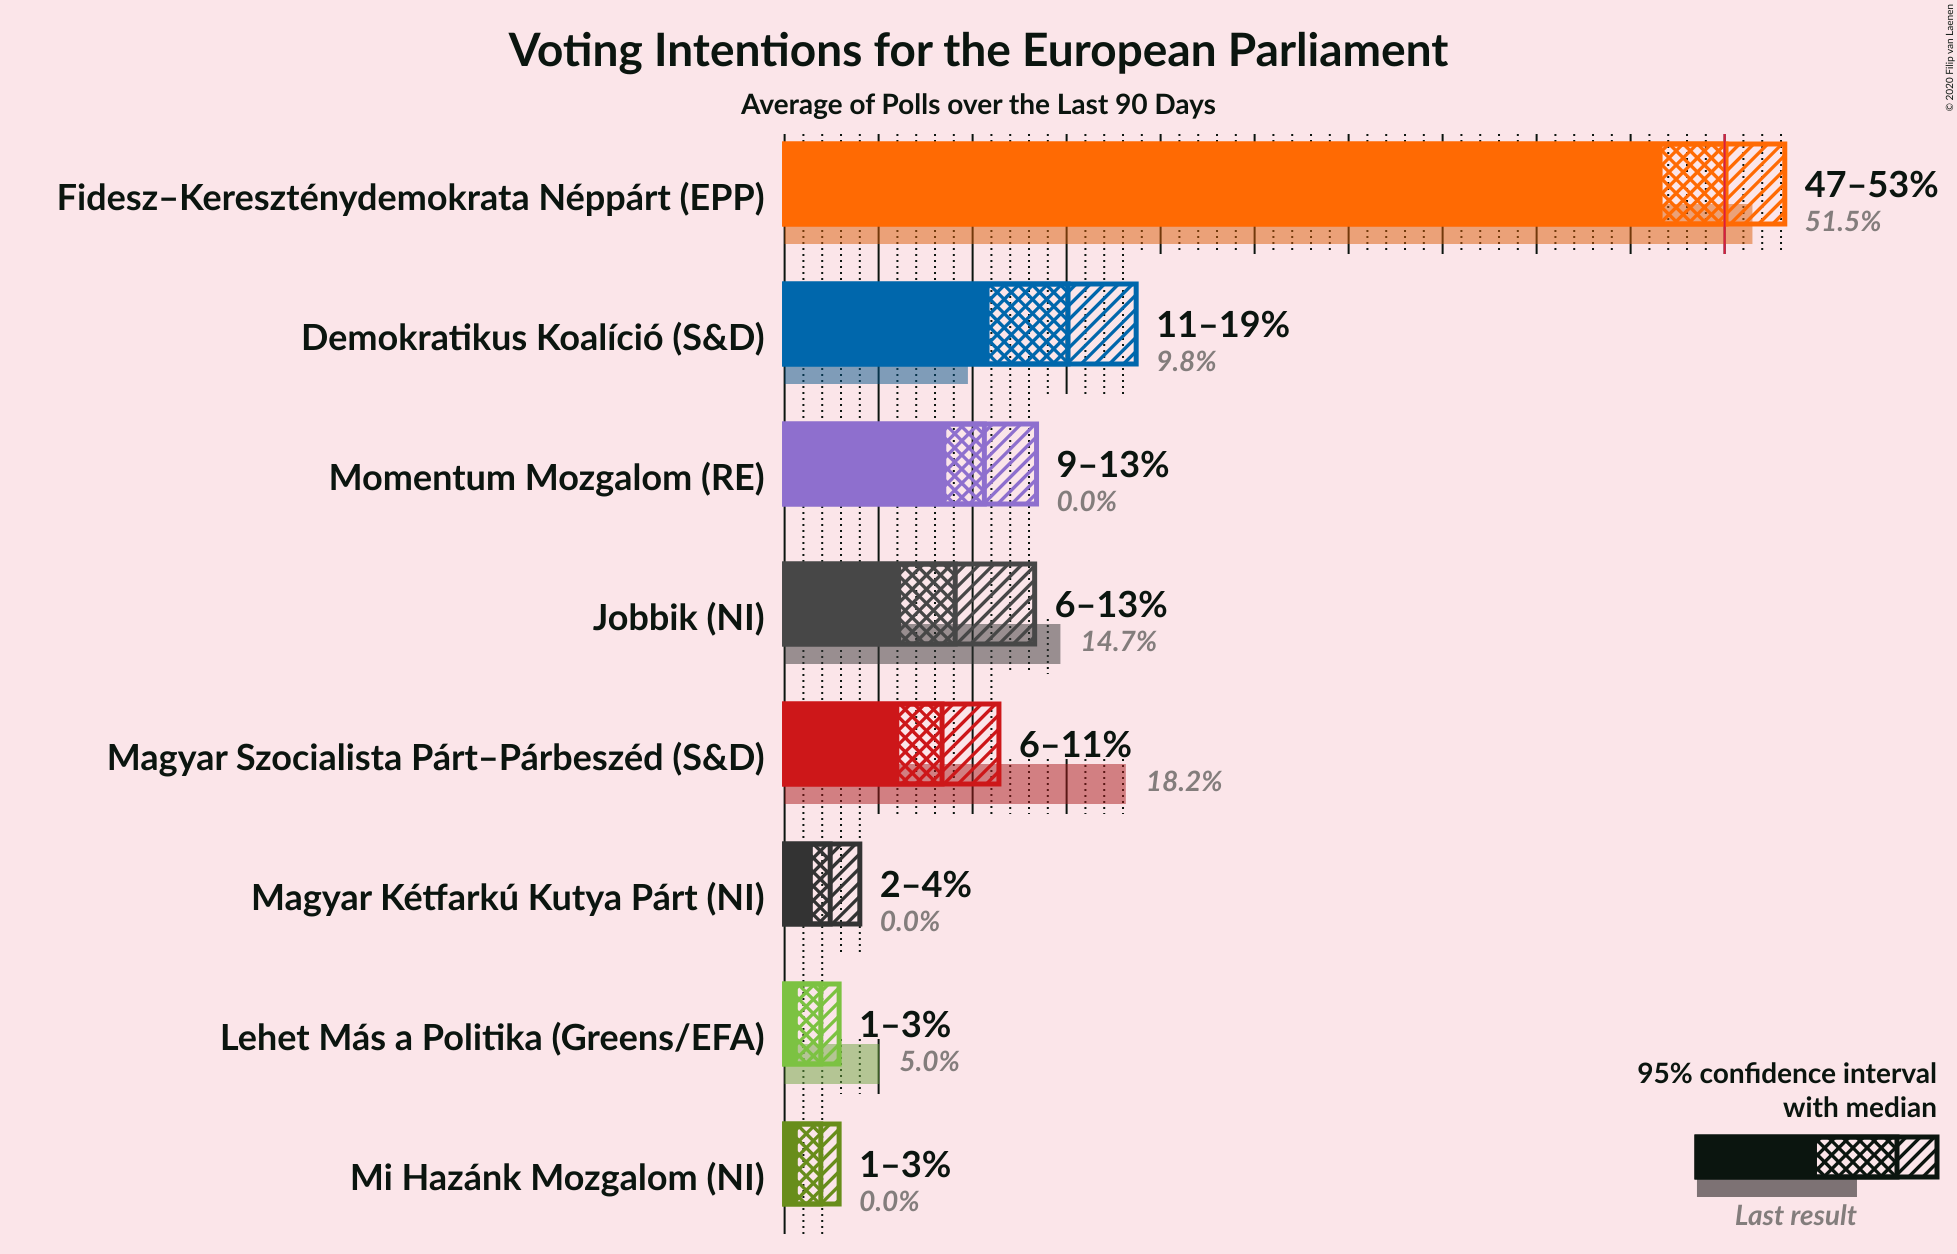 Voting Intentions for the European Parliament
Average of Polls over the Last 90 Days
© 2020 Filip van Laenen
Fidesz–Kereszténydemokrata Néppárt (EPP)
47–53%
51.5%
Demokratikus Koalíció (S&D)
11–19%
9.8%
Momentum Mozgalom (RE)
9–13%
0.0%
Jobbik (NI)
6–13%
14.7%
Magyar Szocialista Párt–Párbeszéd (S&D)
6–11%
18.2%
Magyar Kétfarkú Kutya Párt (NI)
2–4%
0.0%
Lehet Más a Politika (Greens/EFA)
1–3%
5.0%
Mi Hazánk Mozgalom (NI)
1–3%
0.0%
95% confidence interval
with median
Last result